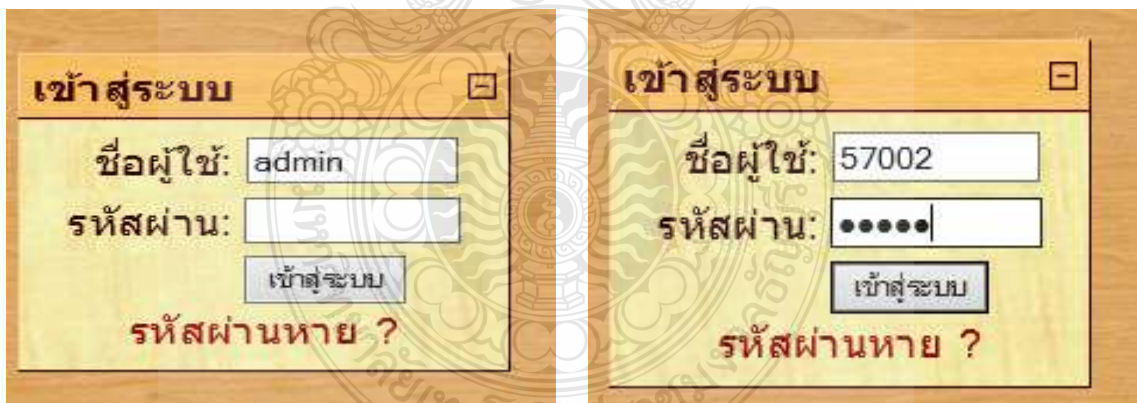 เข้าสู่ระบบ
ชื่อผู้ใช้: admin
รหัสผ่าน:
เข้าสู่ระบบ
รหัสผ่านหาย ?
เข้าสู่ระบบ
ชื่อผู้ใช้: 57002
รหัสผ่าน: •••••
เข้าสู่ระบบ
รหัสผ่านหาย ?